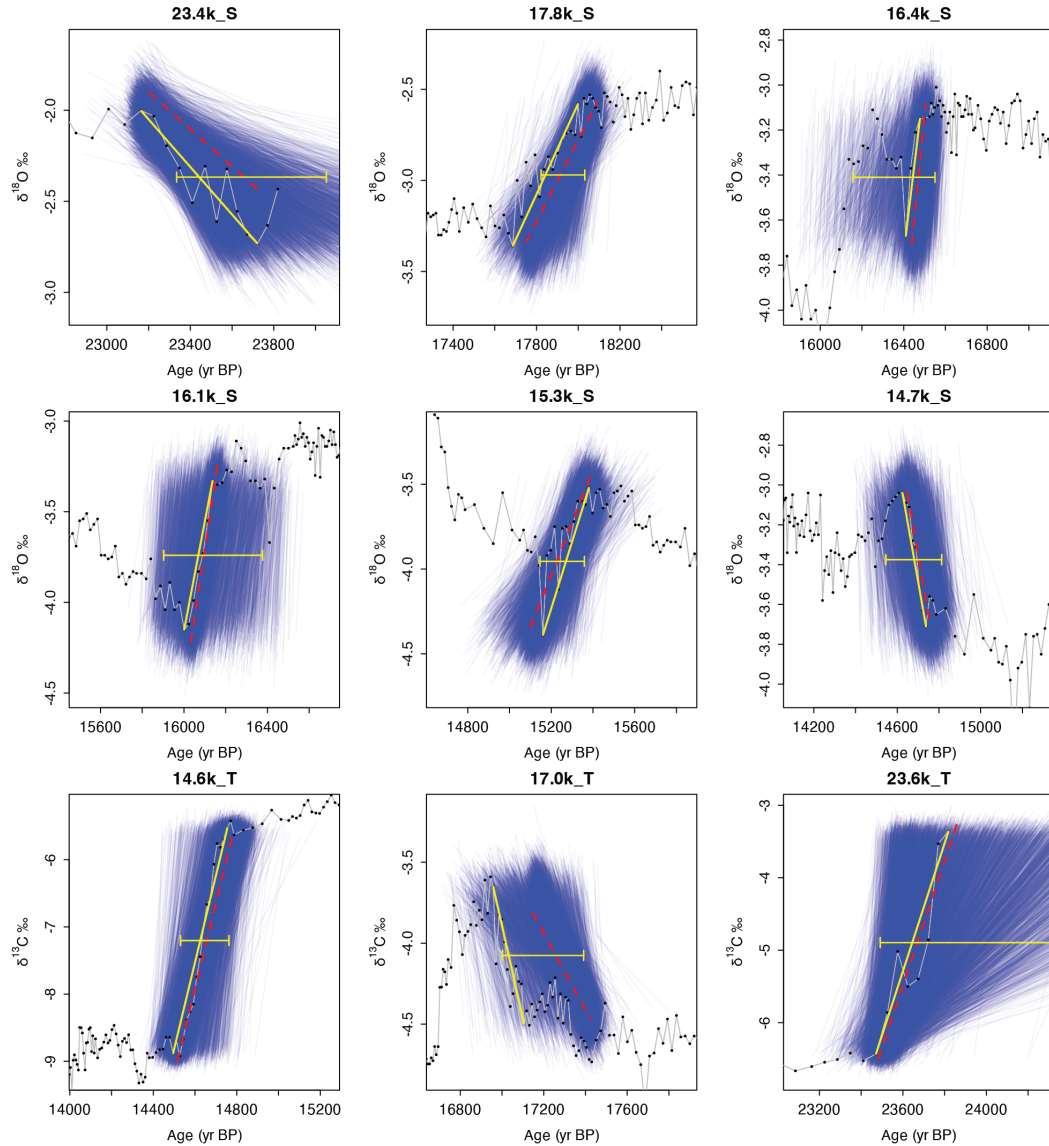 23.4k_S
17.8k_S
16.4k_S
δ18O ‰
-2.0
-2.5
-3.0
23000
23400
23800
Age (yr BP)
δ18O ‰
-2.5
-3.0
-3.5
17400
17800
18200
Age (yr BP)
δ18O ‰
-2.8
-3.0
-3.2
-3.4
-3.6
-3.8
-4.0
16000
16400
16800
Age (yr BP)
16.1k_S
15.3k_S
14.7k_S
δ18O ‰
-3.0
-3.5
-4.0
-4.5
15600
16000
16400
Age (yr BP)
δ18O ‰
-3.5
-4.0
-4.5
14800
15200
15600
Age (yr BP)
δ18O ‰
-2.8
-3.0
-3.2
-3.4
-3.6
-3.8
-4.0
14200
14600
15000
Age (yr BP)
14.6k_T
17.0k_T
23.6k_T
δ13C ‰
-6
-7
-8
-9
14000
14400
14800
15200
Age (yr BP)
δ13C ‰
-3.5
-4.0
-4.5
16800
17200
17600
Age (yr BP)
δ13C ‰
-3
-4
-5
-6
23200
23600
24000
Age (yr BP)